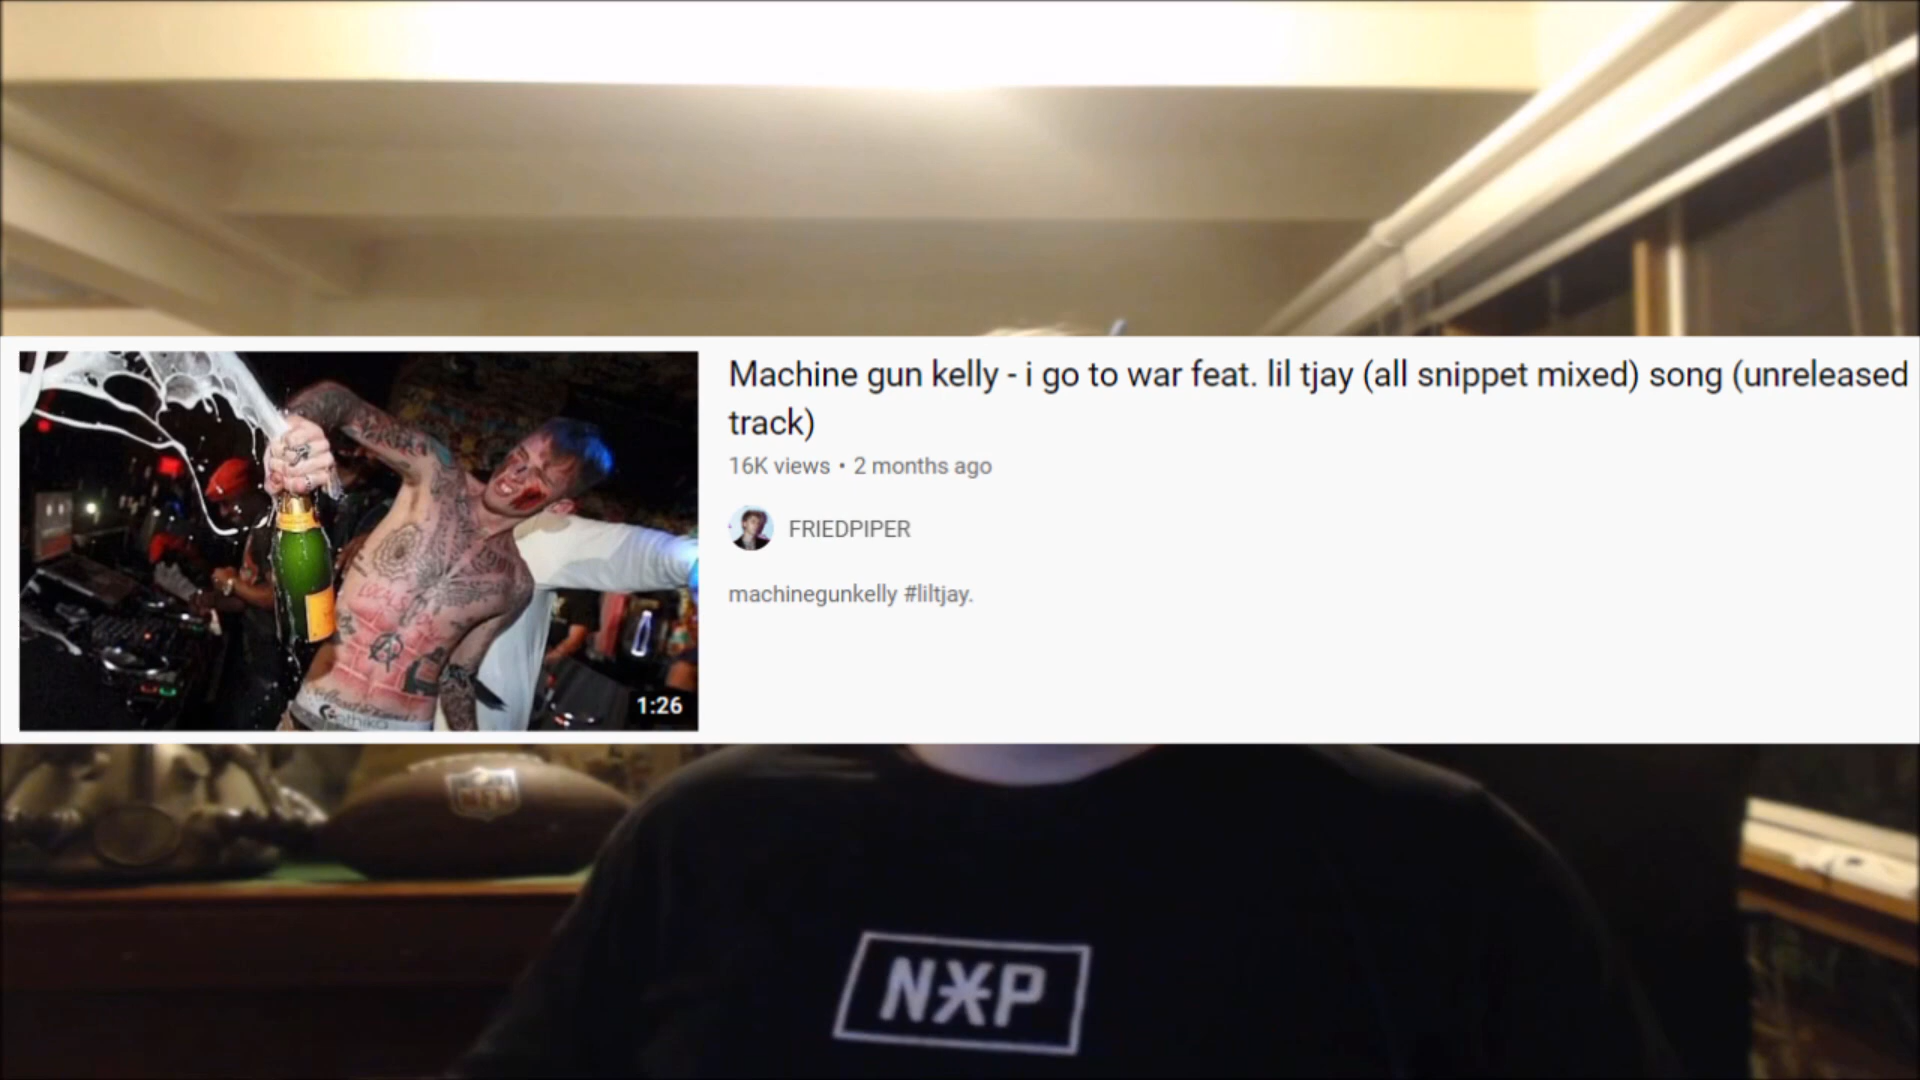 Machine gun kelly - i go to war feat. lil tjay (all snippet mixed) song (unreleased
track)
16K views • 2 months ago
FRIEDPIPER
machinegunkelly #liltjay.
1:26
NXP